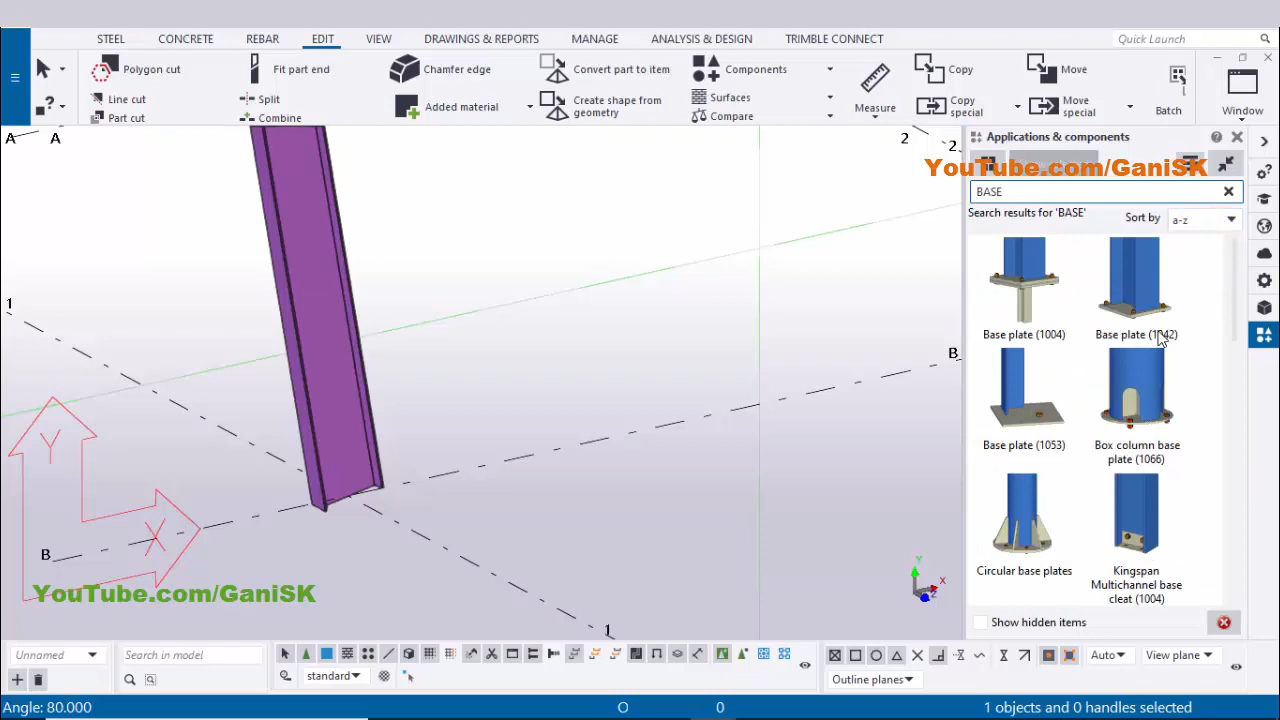 STEEL CONCRETE REBAR EDIT VIEW DRAWINGS & REPORTS MANAGE ANALYSIS & DESIGN TRIMBLE CONNECT Quick Launch
Polygon cut Fit part end Chamfer edge Convert part to item Components Copy Move
Line cut Split Added material Create shape from geometry Surfaces Measure Copy special Move special Batch Window
Part cut Combine Compare
A A 2 2
Applications & components
YouTube.com/GaniSK
BASE
Search results for 'BASE' Sort by a-z
Base plate (1004) Base plate (1042)
1
B
Base plate (1053) Box column base plate (1066)
Y
X
B
Kingspan Multichannel base cleat (1004)
Circular base plates
Y
X
Z
YouTube.com/GaniSK
1
Show hidden items
Unnamed Search in model
standard
Auto View plane
Outline planes
Angle: 80.000 O 0 1 objects and 0 handles selected